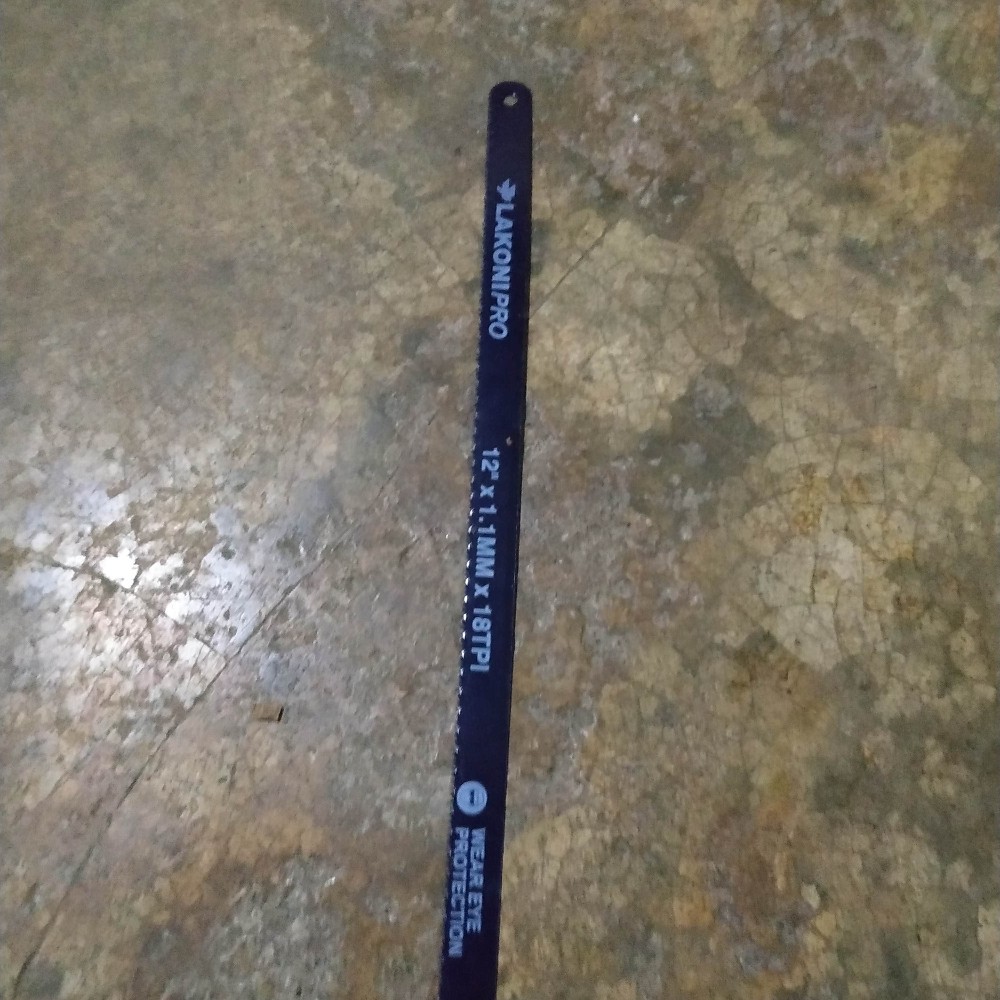 LAKONIPRO
12" x 1.1MM x 18TPI
WEAR EYE
PROTECTION